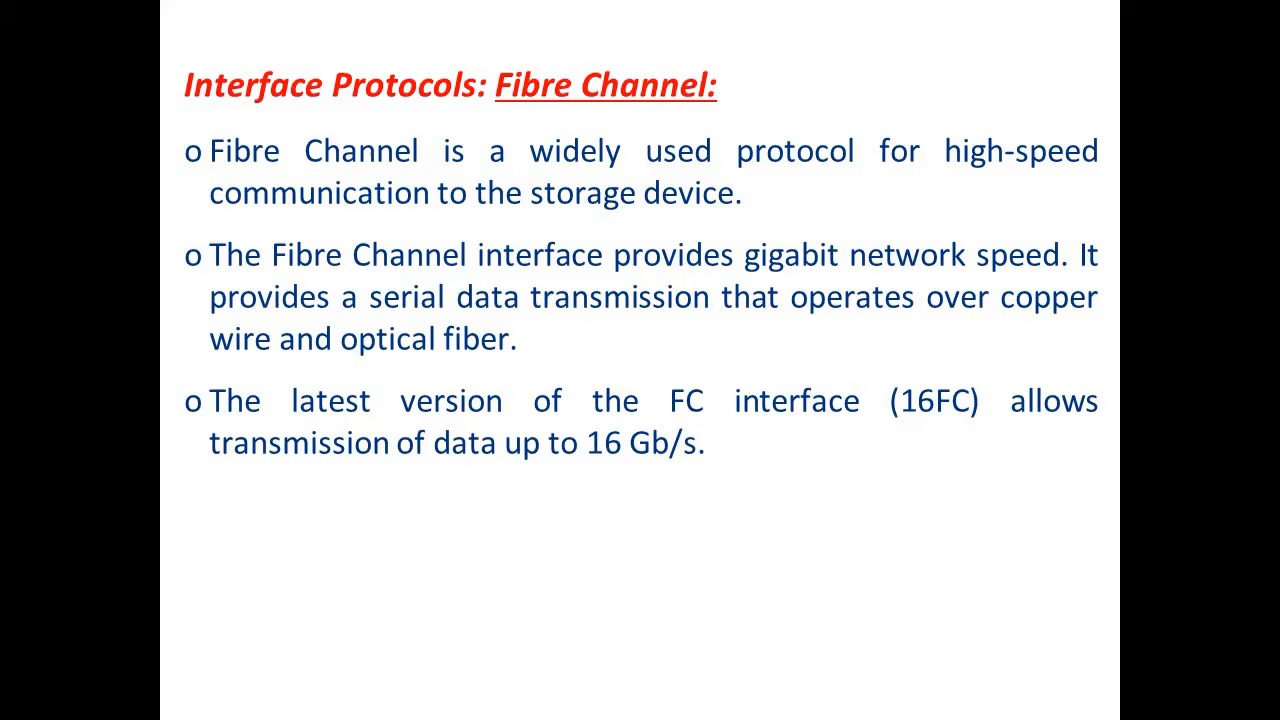 Interface Protocols: Fibre Channel:
o Fibre Channel is a widely used protocol for high-speed
communication to the storage device.
o The Fibre Channel interface provides gigabit network speed. It
provides a serial data transmission that operates over copper
wire and optical fiber.
o The latest version of the FC interface (16FC) allows
transmission of data up to 16 Gb/s.